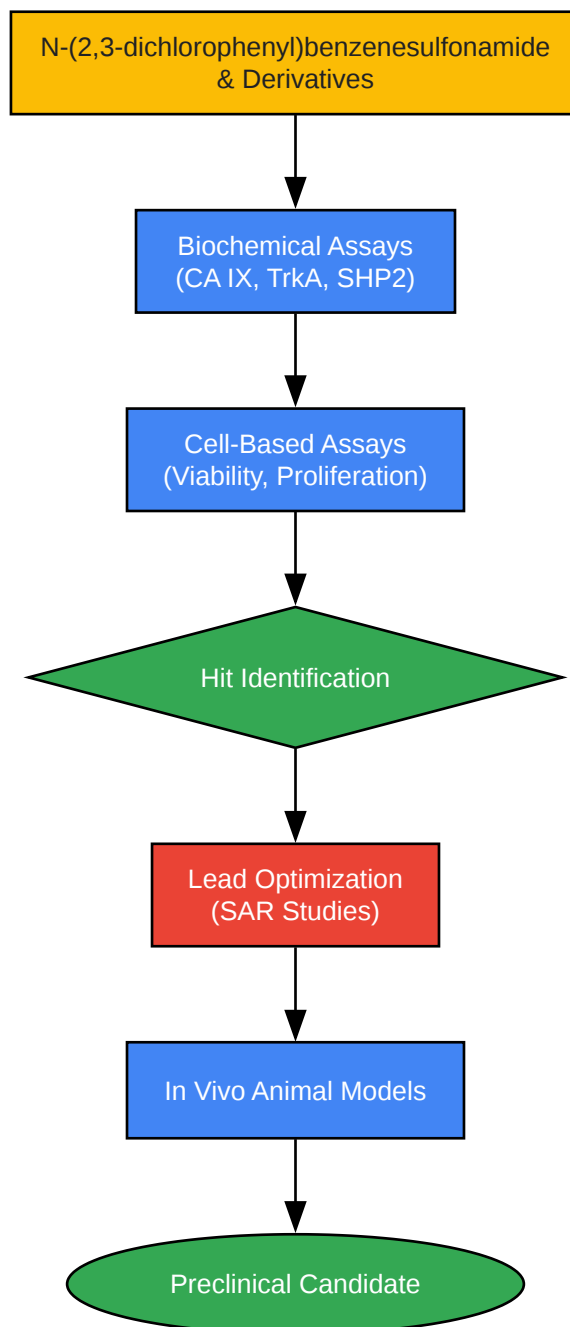 N-(2,3-dichlorophenyl)benzenesulfonamide
& Derivatives
Biochemical Assays
(CA IX, TrkA, SHP2)
Cell-Based Assays
(Viability, Proliferation)
Hit Identification
Lead Optimization
(SAR Studies)
In Vivo Animal Models
Preclinical Candidate